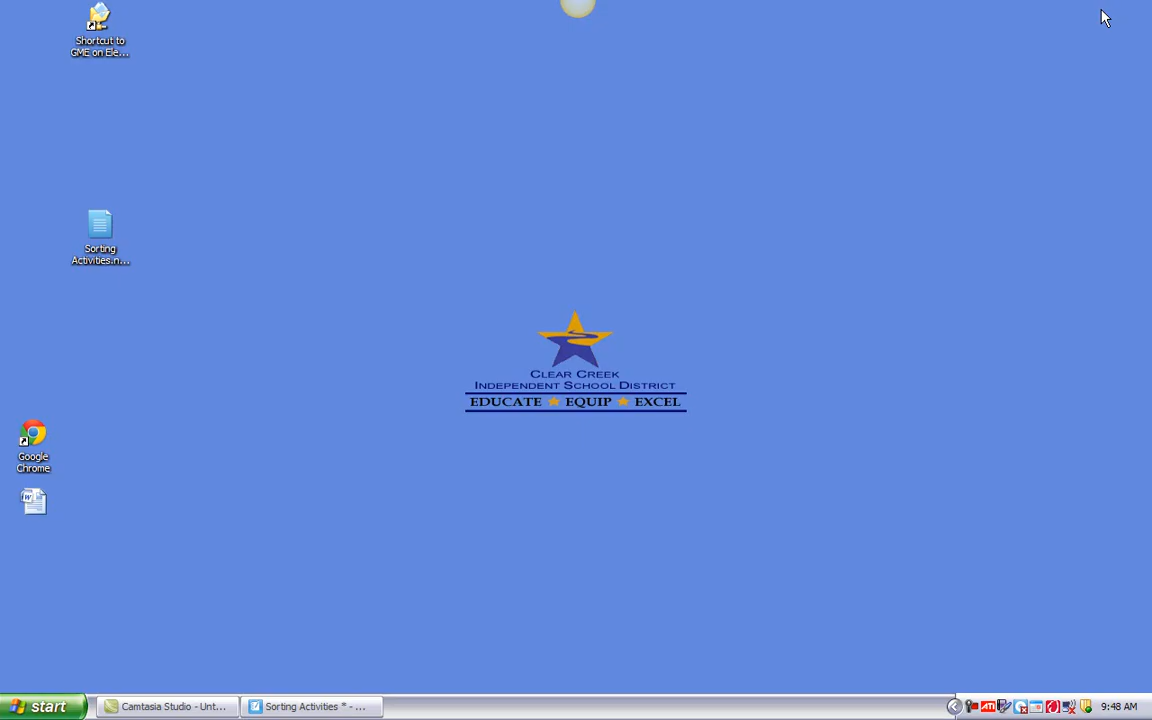 Shortcut to
GME on Ele...
Sorting
Activities.n...
CLEAR CREEK
INDEPENDENT SCHOOL DISTRICT
EDUCATE EQUIP EXCEL
Google
Chrome
start
Camtasia Studio - Unt...
Sorting Activities * - ...
ATI
9:48 AM